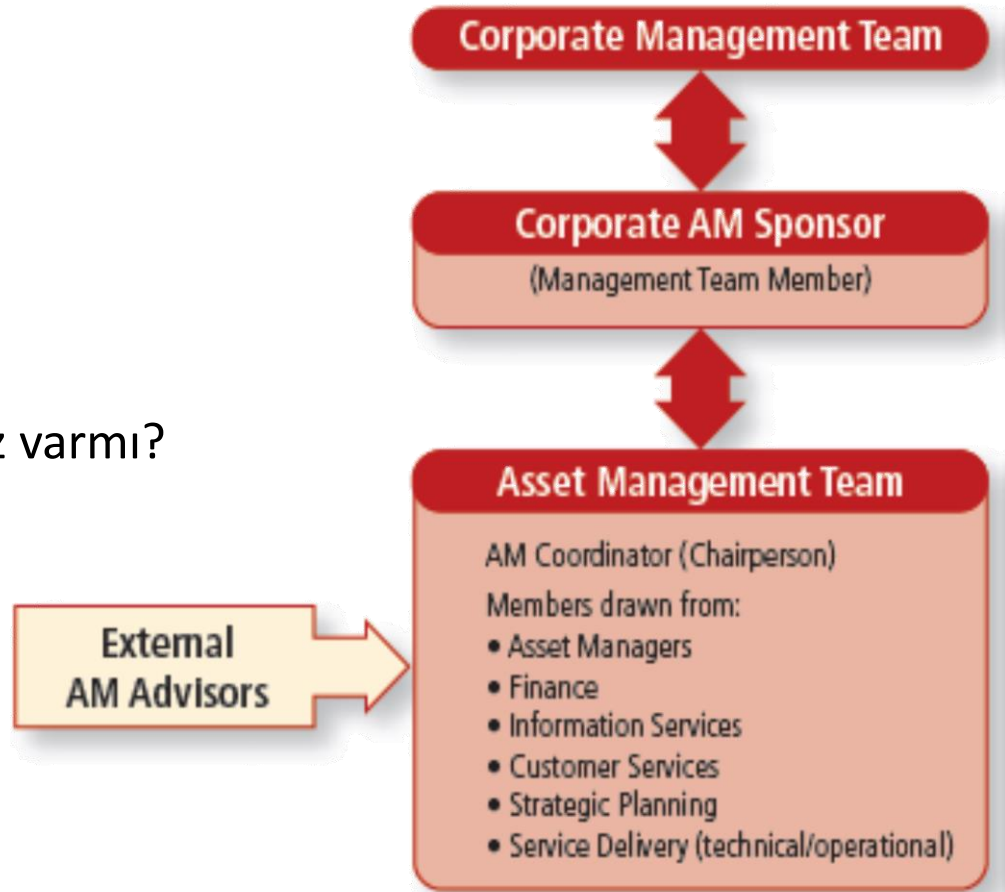 Corporate Management Team
Corporate AM Sponsor
(Management Team Member)
z varmı?
Asset Management Team
AM Coordinator (Chairperson)
Members drawn from:
• Asset Managers
• Finance
• Information Services
• Customer Services
• Strategic Planning
• Service Delivery (technical/operational)
External
AM Advisors